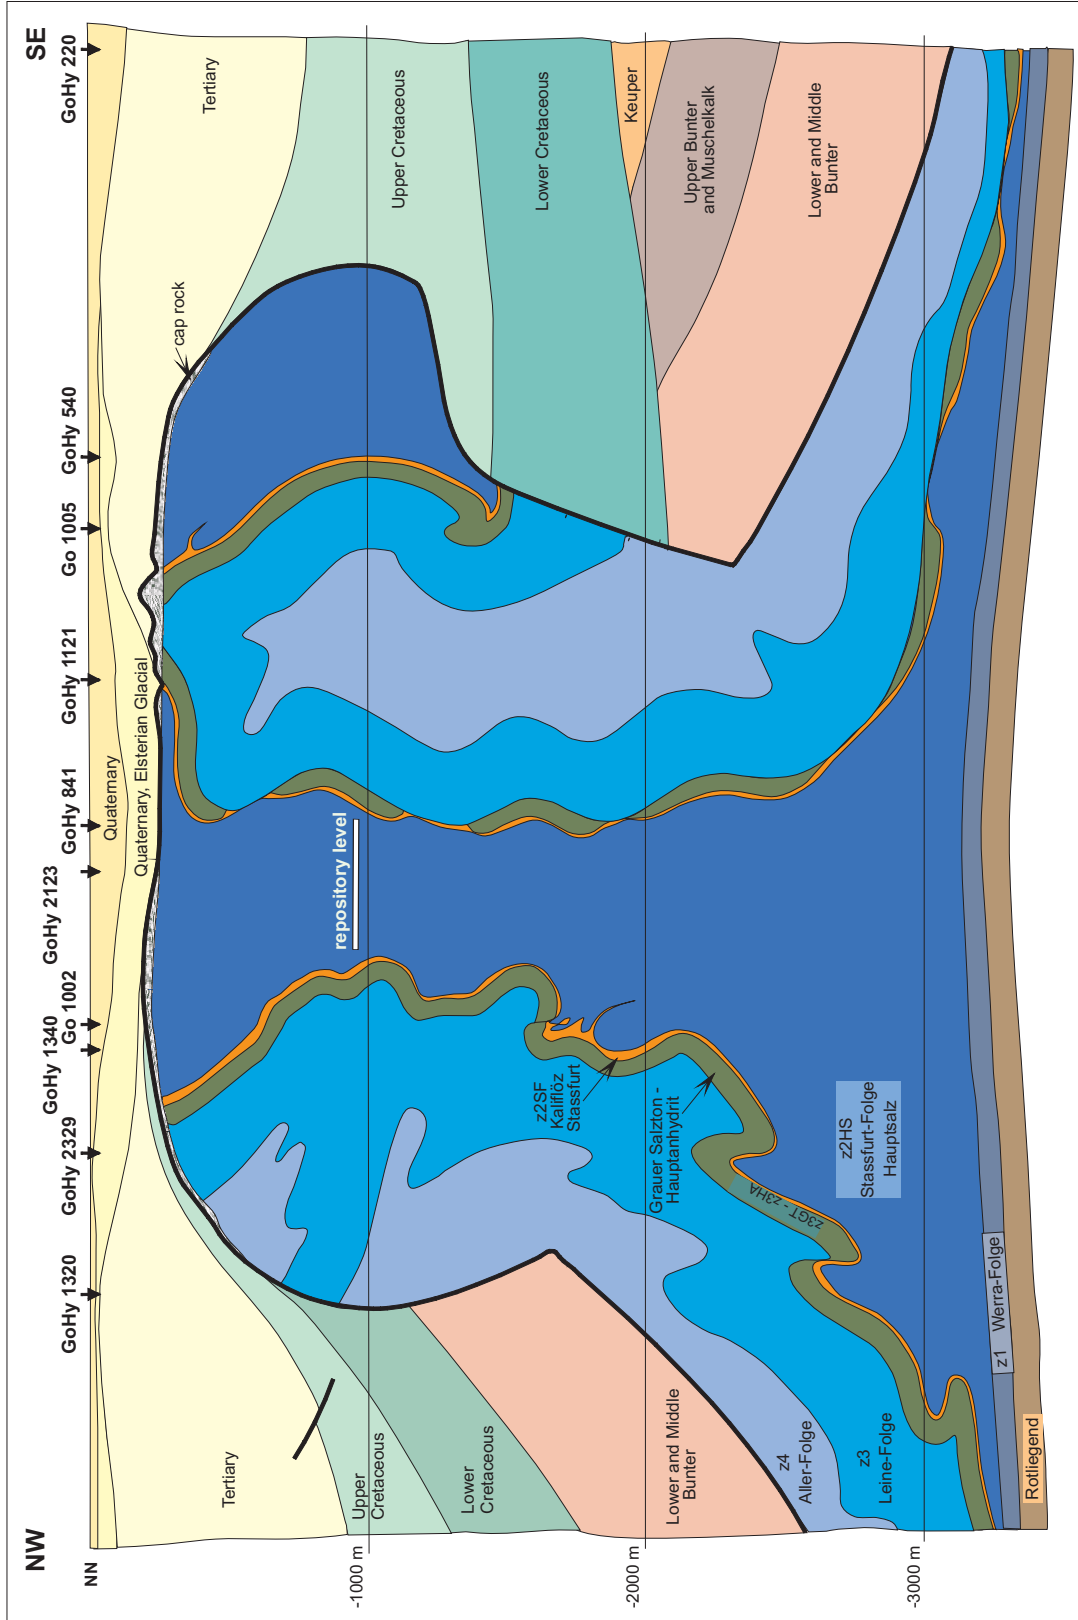 NW
SE
GoHy 1320
GoHy 2329
GoHy 1340
Go 1002
GoHy 2123
GoHy 841
GoHy 1121
Go 1005
GoHy 540
GoHy 220
NN
-1000 m
-2000 m
-3000 m
Quaternary
Quaternary, Elsterian Glacial
cap rock
Tertiary
Tertiary
Upper
Cretaceous
Lower
Cretaceous
Lower and Middle
Bunter
z4
Aller-Folge
z3
Leine-Folge
Rotliegend
z1 Werra-Folge
repository level
z2SF
Kaliflöz
Stassfurt
Grauer Salzton -
Hauptanhydrit
z3GT - z3HA
z2HS
Stassfurt-Folge
Hauptsalz
Upper Cretaceous
Lower Cretaceous
Keuper
Upper Bunter
and Muschelkalk
Lower and Middle
Bunter